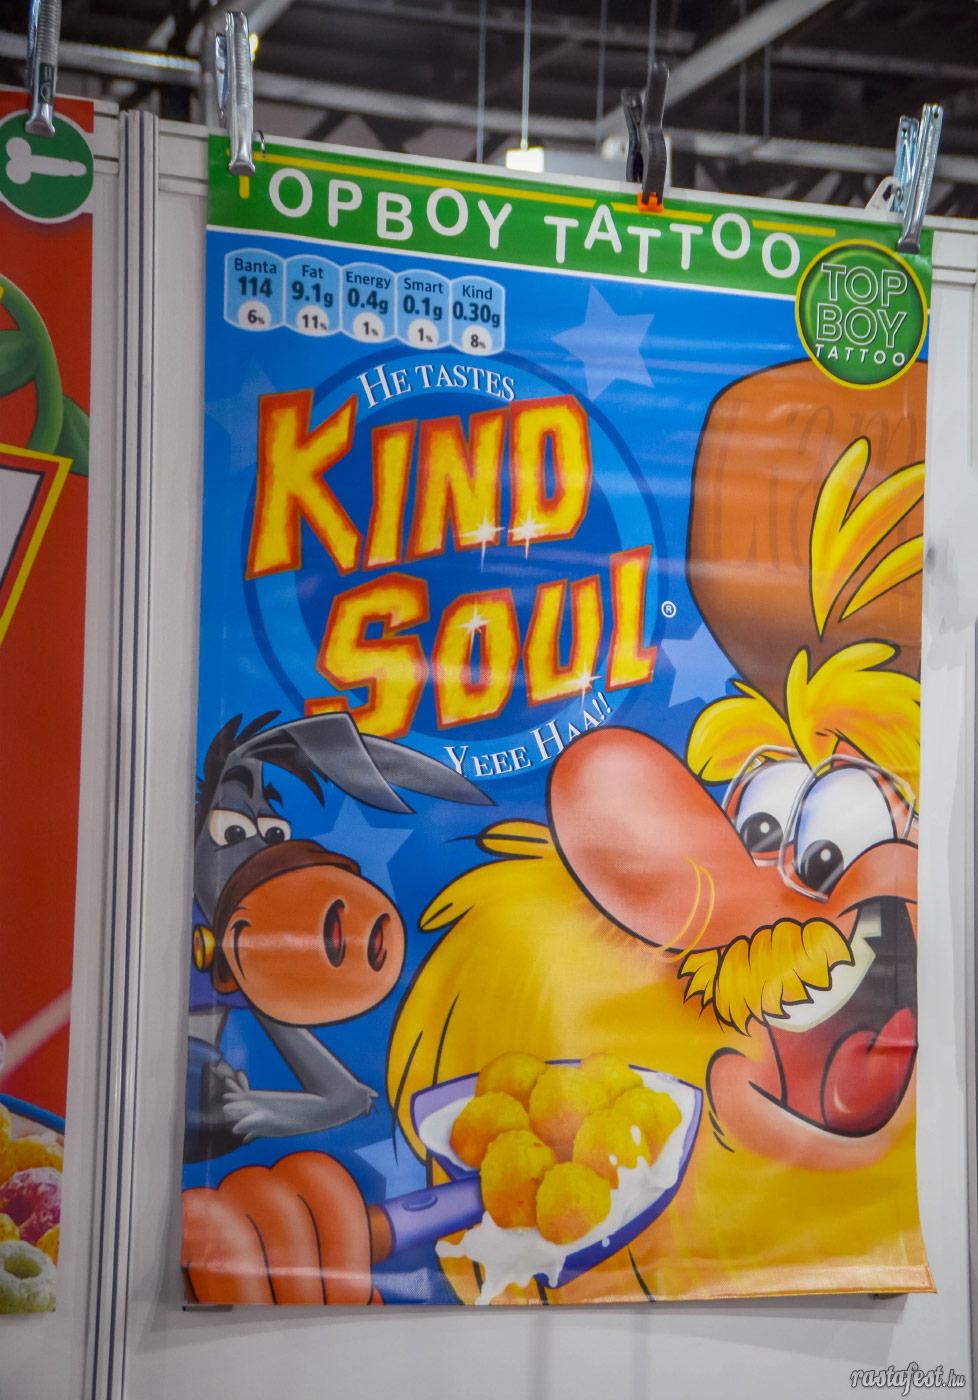 TOPBOY TATTOO
TOP
BOY
TATTOO
Banta
114
6%
Fat
9.1g
11%
Energy
0.4g
1%
Smart
0.1g
1%
Kind
0.30g
8%
HE TASTES
KIND
SOUL®
YEEE HAA!!
rastafest.hu